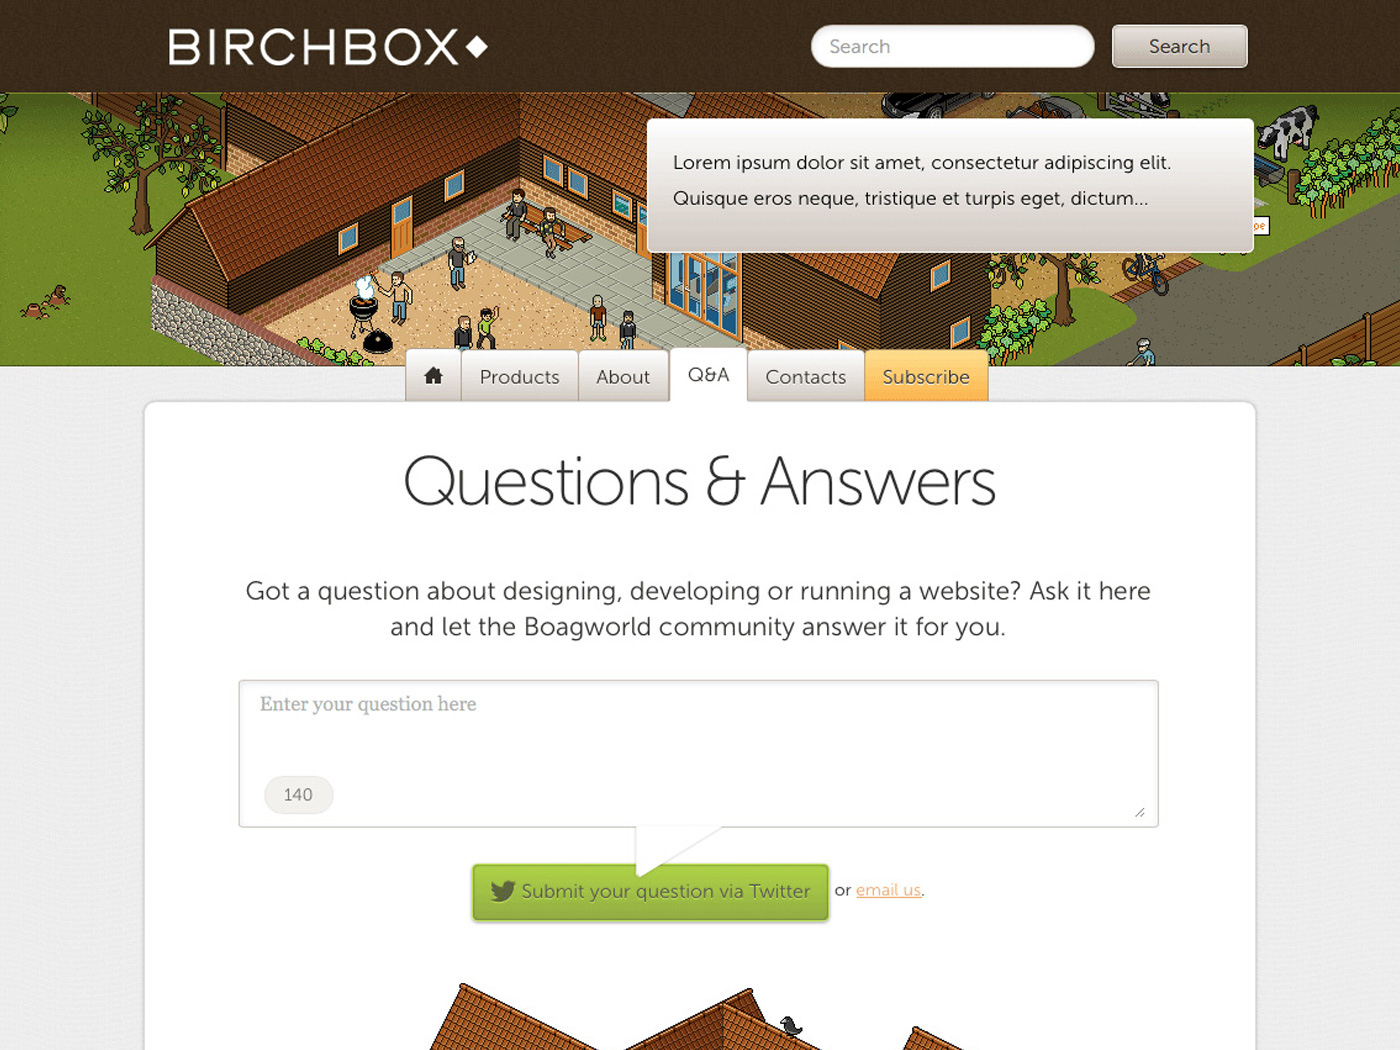 BIRCHBOX
Search
Search
Lorem ipsum dolor sit amet, consectetur adipiscing elit.
Quisque eros neque, tristique et turpis eget, dictum...
Products
About
Q&A
Contacts
Subscribe
Questions & Answers
Got a question about designing, developing or running a website? Ask it here
and let the Boagworld community answer it for you.
Enter your question here
140
Submit your question via Twitter or email us.